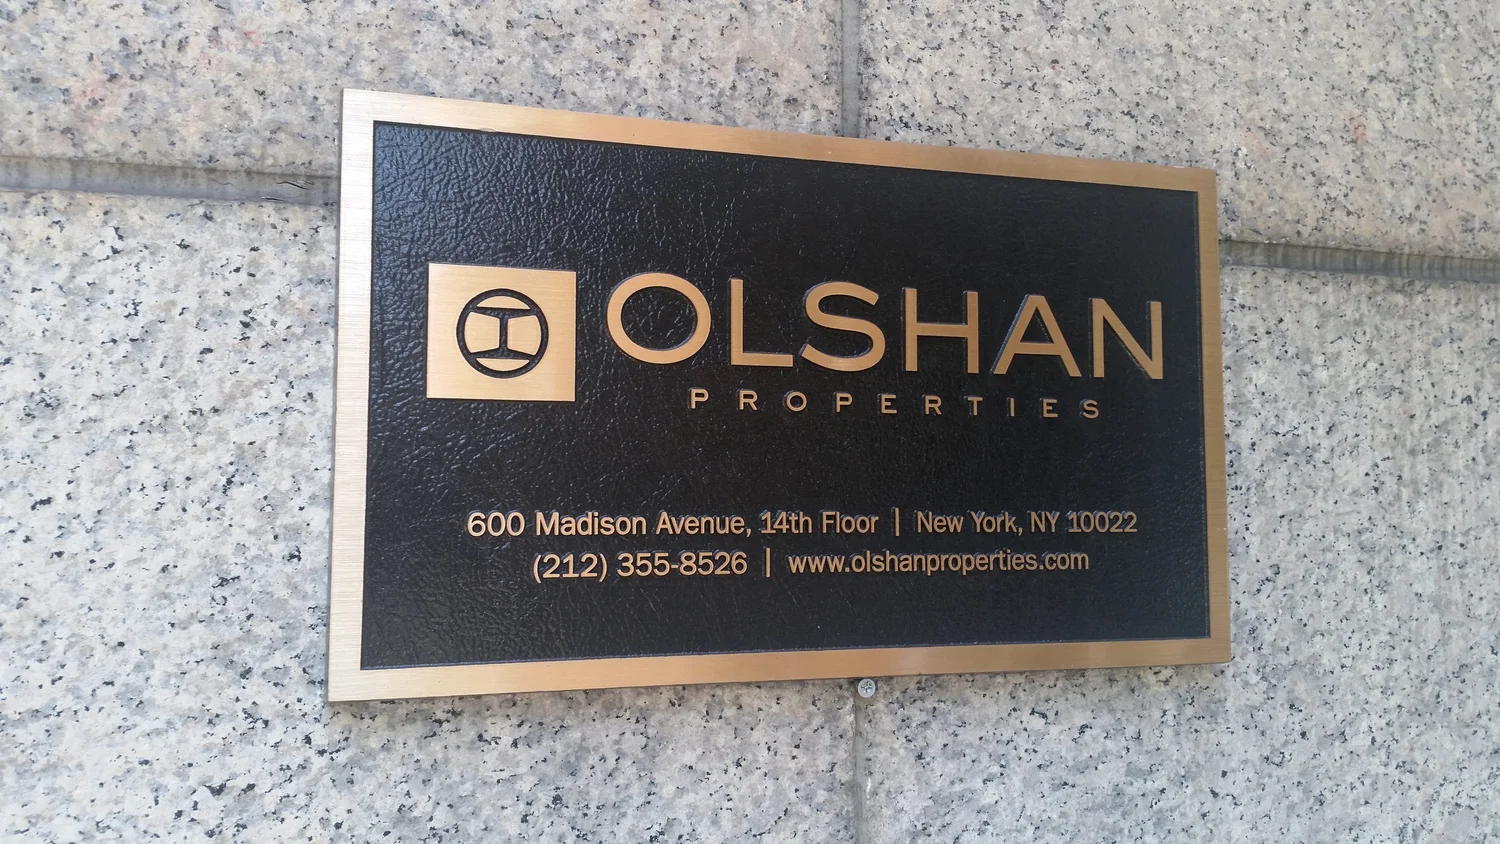 OLSHAN
PROPERTIES
600 Madison Avenue, 14th Floor | New York, NY 10022
(212) 355-8526 | www.olshanproperties.com